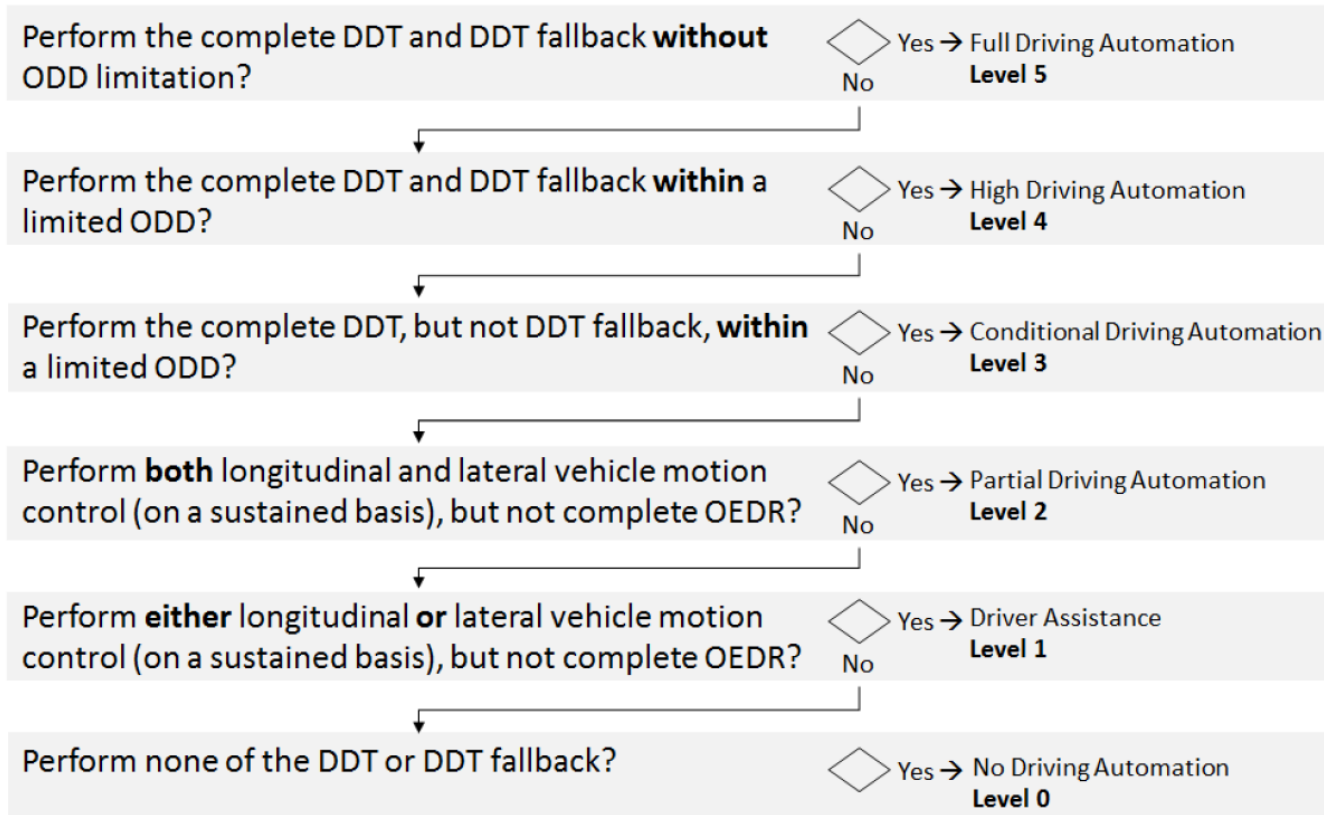 Perform the complete DDT and DDT fallback without
ODD limitation?
Yes → Full Driving Automation
Level 5
No
Perform the complete DDT and DDT fallback within a
limited ODD?
Yes → High Driving Automation
Level 4
No
Perform the complete DDT, but not DDT fallback, within
a limited ODD?
Yes → Conditional Driving Automation
Level 3
No
Perform both longitudinal and lateral vehicle motion
control (on a sustained basis), but not complete OEDR?
Yes → Partial Driving Automation
Level 2
No
Perform either longitudinal or lateral vehicle motion
control (on a sustained basis), but not complete OEDR?
Yes → Driver Assistance
Level 1
No
Perform none of the DDT or DDT fallback?
Yes → No Driving Automation
Level 0